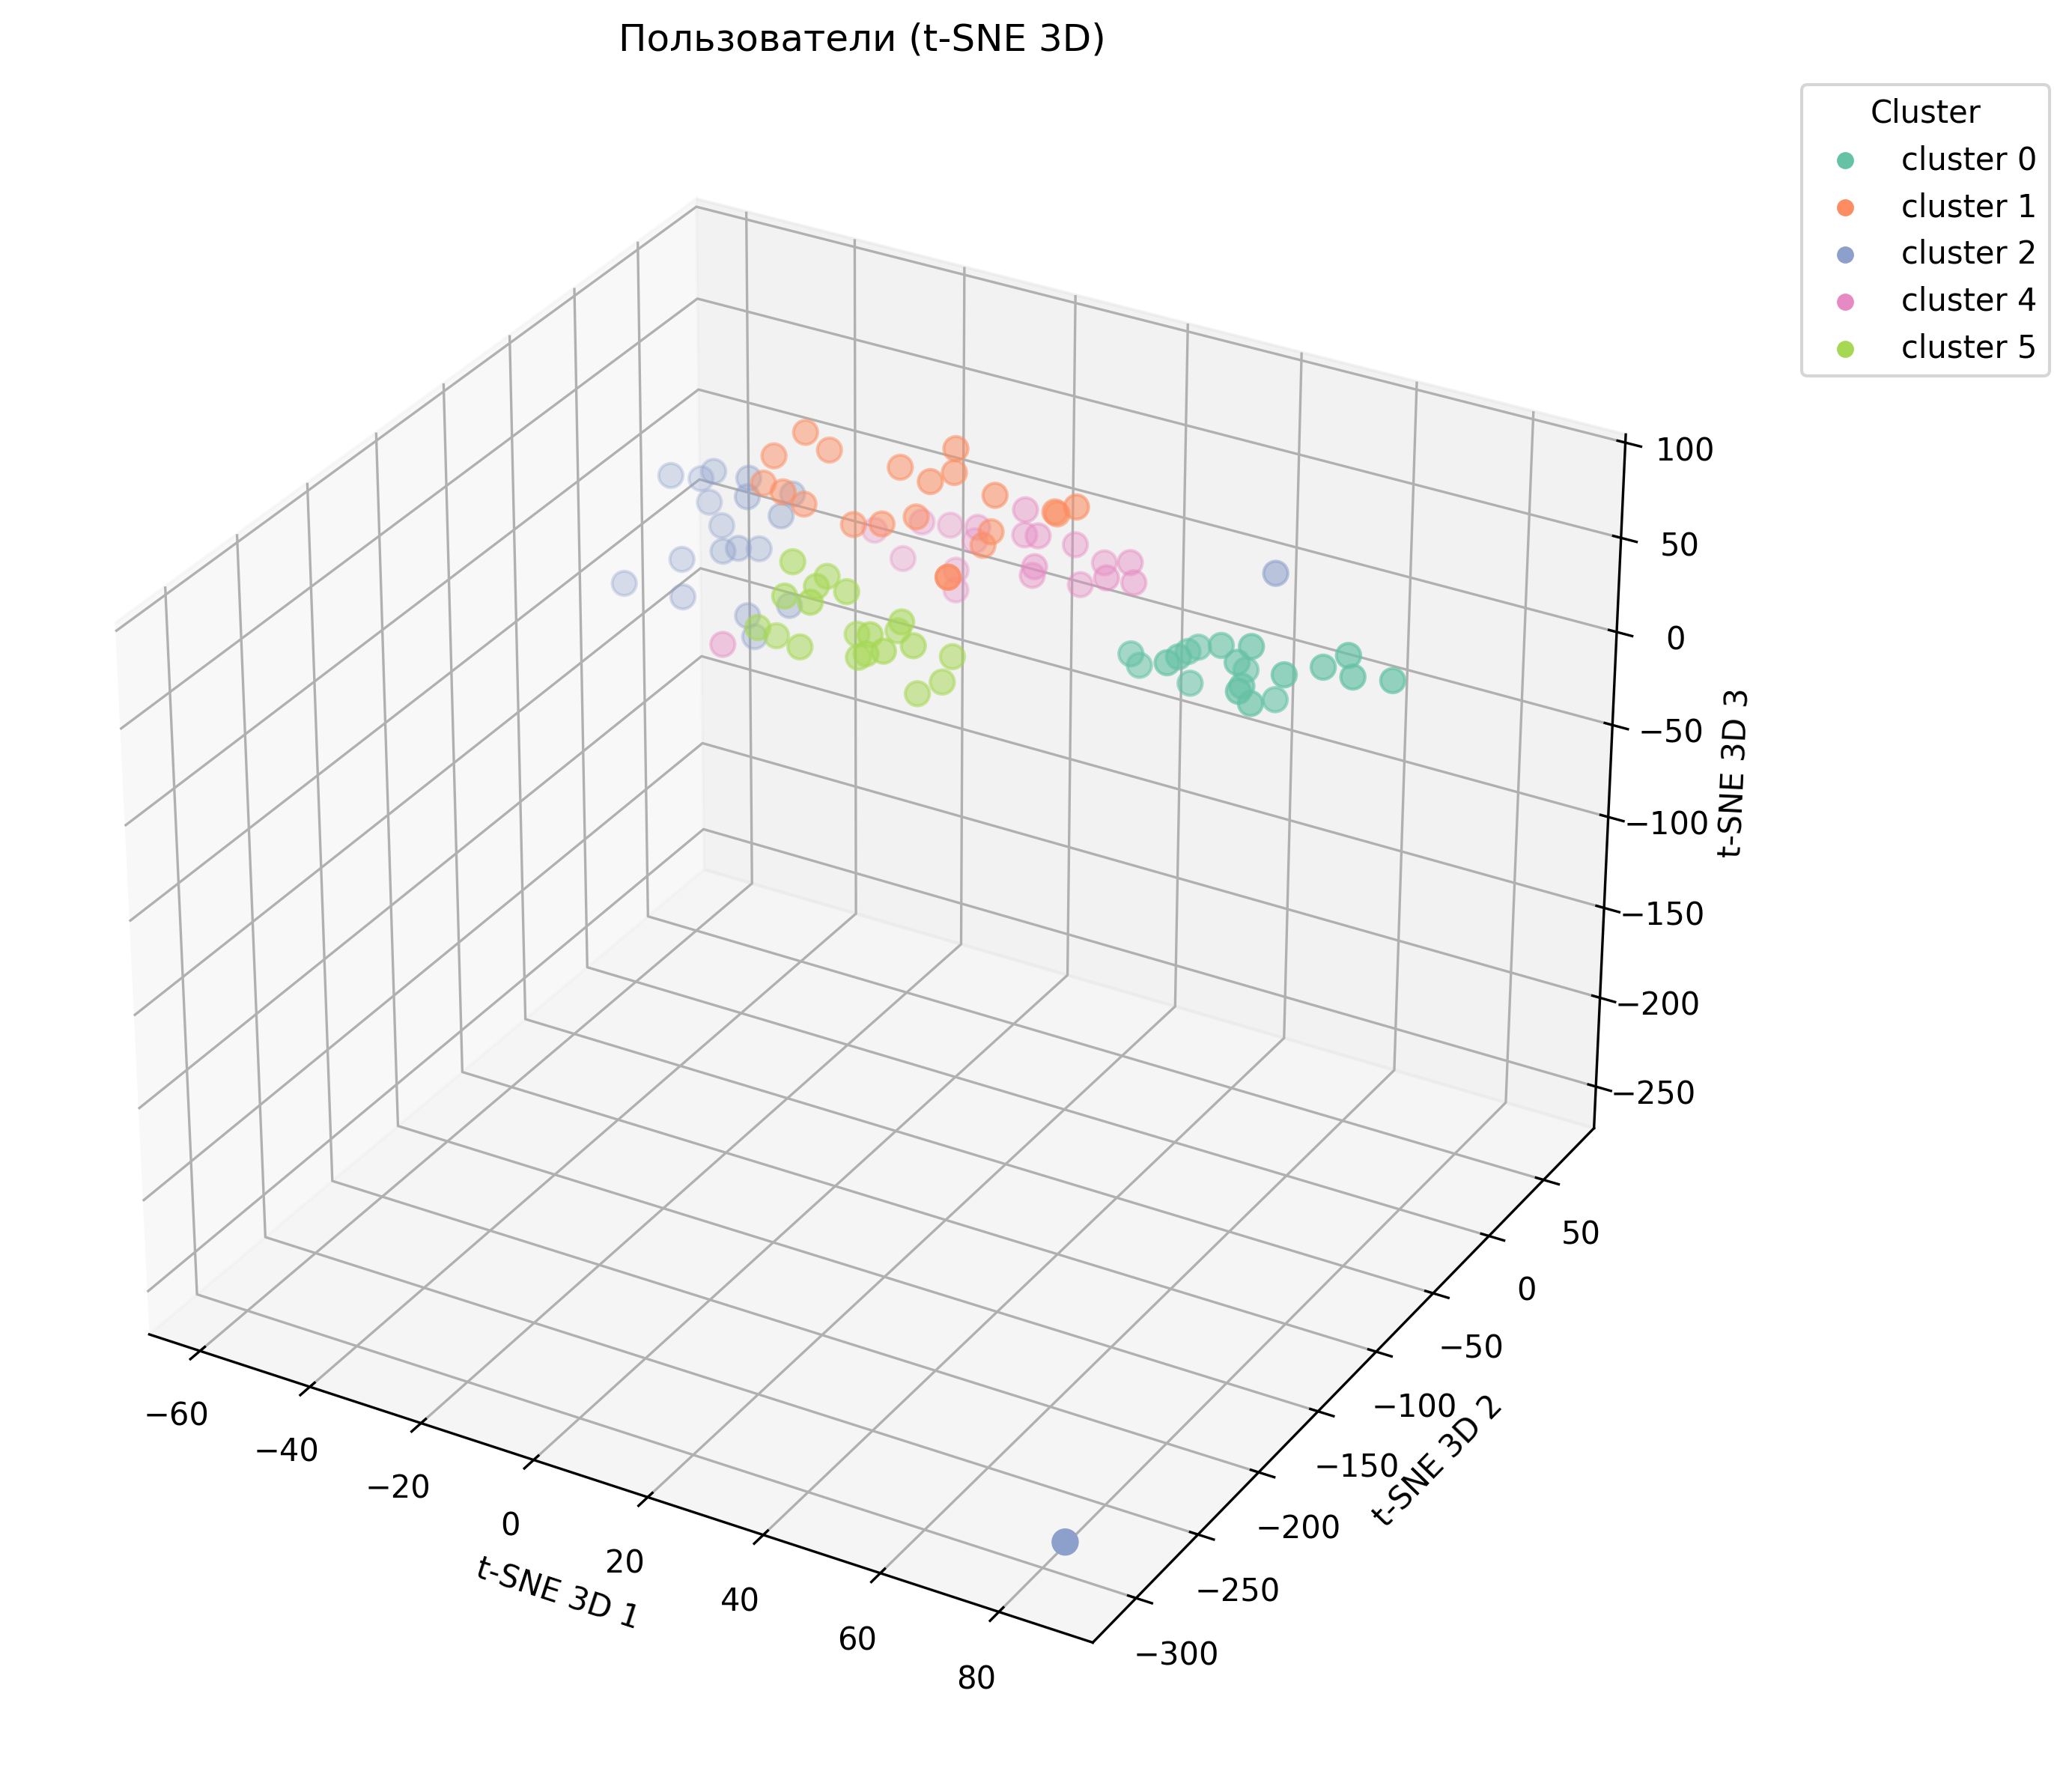 Пользователи (t-SNE 3D)
Cluster
cluster 0
cluster 1
cluster 2
cluster 4
cluster 5
100
50
0
−50
−100
−150
−200
−250
t-SNE 3D 3
50
0
−50
−100
−150
−200
−250
−300
t-SNE 3D 2
−60
−40
−20
0
20
40
60
80
t-SNE 3D 1